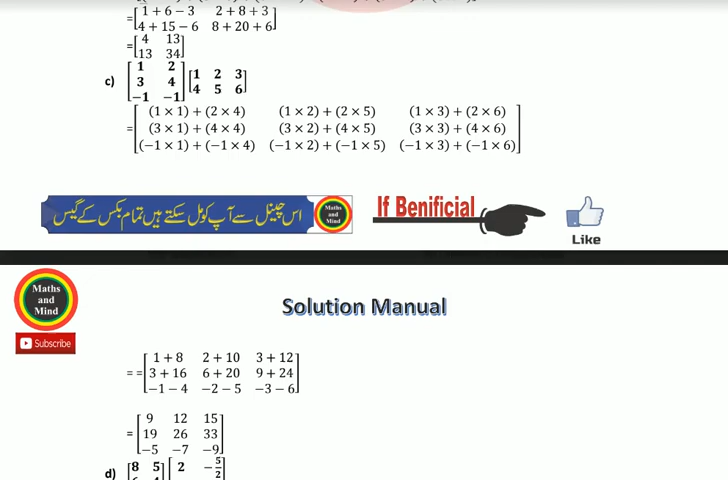 = [1 + 6 − 3 2 + 8 + 3
4 + 15 − 6 8 + 20 + 6]
= [4 13
13 34]
c) [1 2
3 4
−1 −1] [1 2 3
4 5 6]
= [(1 × 1) + (2 × 4) (1 × 2) + (2 × 5) (1 × 3) + (2 × 6)
(3 × 1) + (4 × 4) (3 × 2) + (4 × 5) (3 × 3) + (4 × 6)
(−1 × 1) + (−1 × 4) (−1 × 2) + (−1 × 5) (−1 × 3) + (−1 × 6)]
اس چینل سے آپ کو مل سکتے ہیں تمام بکس کے گیس
Maths
and
Mind
If Benificial
Like
Maths
and
Mind
Subscribe
Solution Manual
= = [1 + 8 2 + 10 3 + 12
3 + 16 6 + 20 9 + 24
−1 − 4 −2 − 5 −3 − 6]
= [9 12 15
19 26 33
−5 −7 −9]
d) [8 5] [2 −5/2]